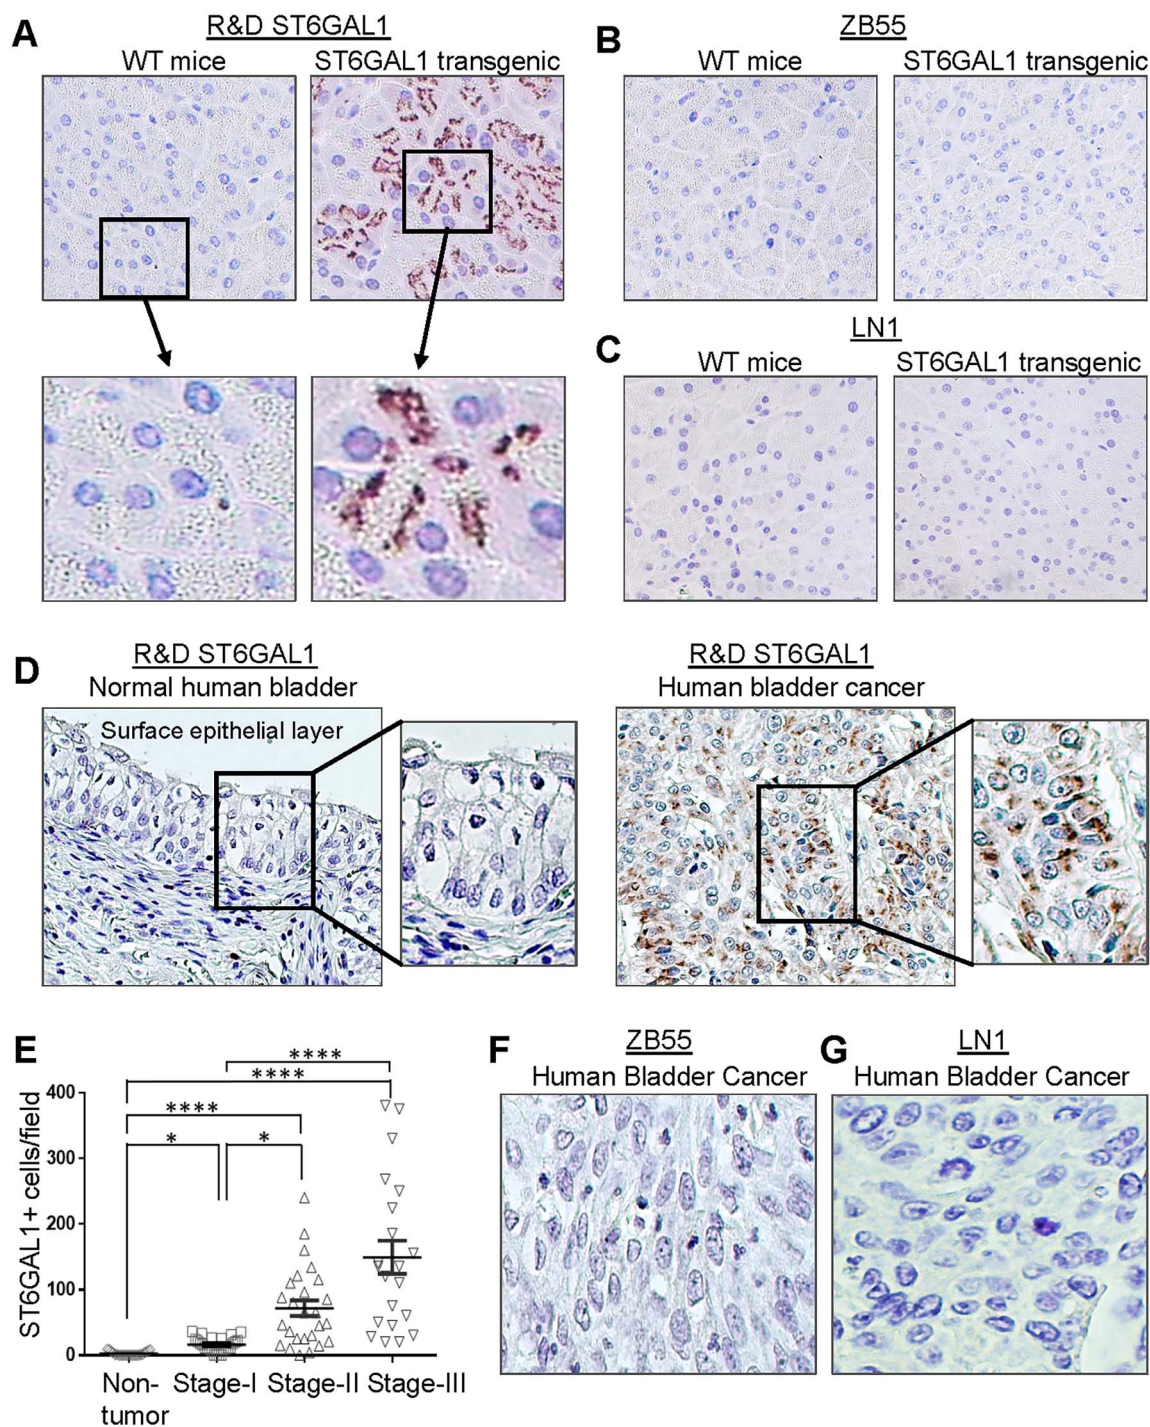 A
R&D ST6GAL1
WT mice
ST6GAL1 transgenic
B
ZB55
WT mice
ST6GAL1 transgenic
C
LN1
WT mice
ST6GAL1 transgenic
D
R&D ST6GAL1
Normal human bladder
Surface epithelial layer
R&D ST6GAL1
Human bladder cancer
E
****
****
****
*
*
ST6GAL1+ cells/field
400
300
200
100
0
Non-
tumor
Stage-I
Stage-II
Stage-III
F
ZB55
Human Bladder Cancer
G
LN1
Human Bladder Cancer